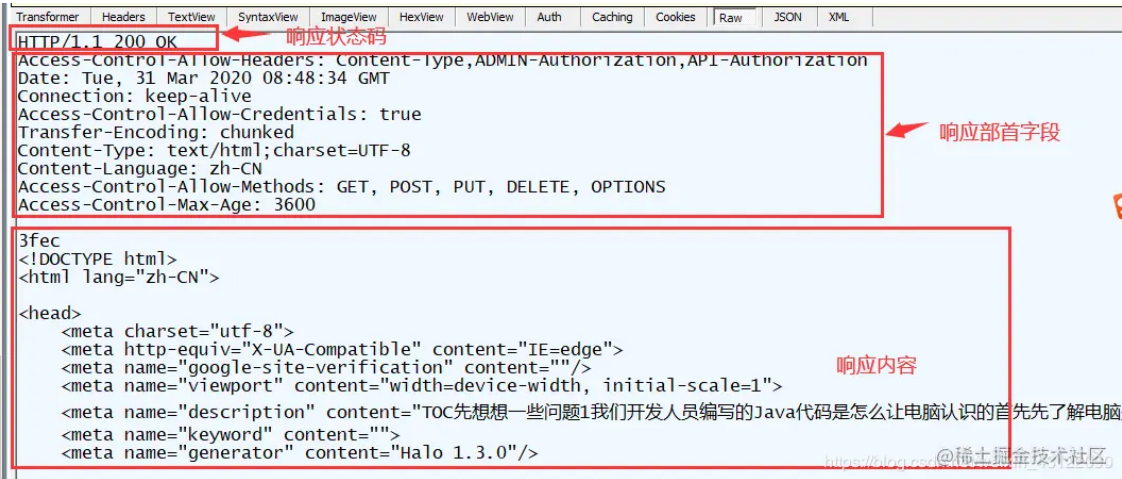 Transformer Headers TextView SyntaxView ImageView HexView WebView Auth Caching Cookies Raw JSON XML
HTTP/1.1 200 OK 响应状态码
Access-Control-Allow-Headers: Content-Type,ADMIN-Authorization,API-Authorization
Date: Tue, 31 Mar 2020 08:48:34 GMT
Connection: keep-alive
Access-Control-Allow-Credentials: true
Transfer-Encoding: chunked
响应部首字段
Content-Type: text/html;charset=UTF-8
Content-Language: zh-CN
Access-Control-Allow-Methods: GET, POST, PUT, DELETE, OPTIONS
Access-Control-Max-Age: 3600
3fec
<!DOCTYPE html>
<html lang="zh-CN">
<head>
<meta charset="utf-8">
<meta http-equiv="X-UA-Compatible" content="IE=edge">
<meta name="google-site-verification" content=""/>
响应内容
<meta name="viewport" content="width=device-width, initial-scale=1">
<meta name="description" content="TOC先想想一些问题1我们开发人员编写的Java代码是怎么让电脑认识的首先先了解电脑
<meta name="keyword" content="">
<meta name="generator" content="Halo 1.3.0"/>
@稀土掘金技术社区